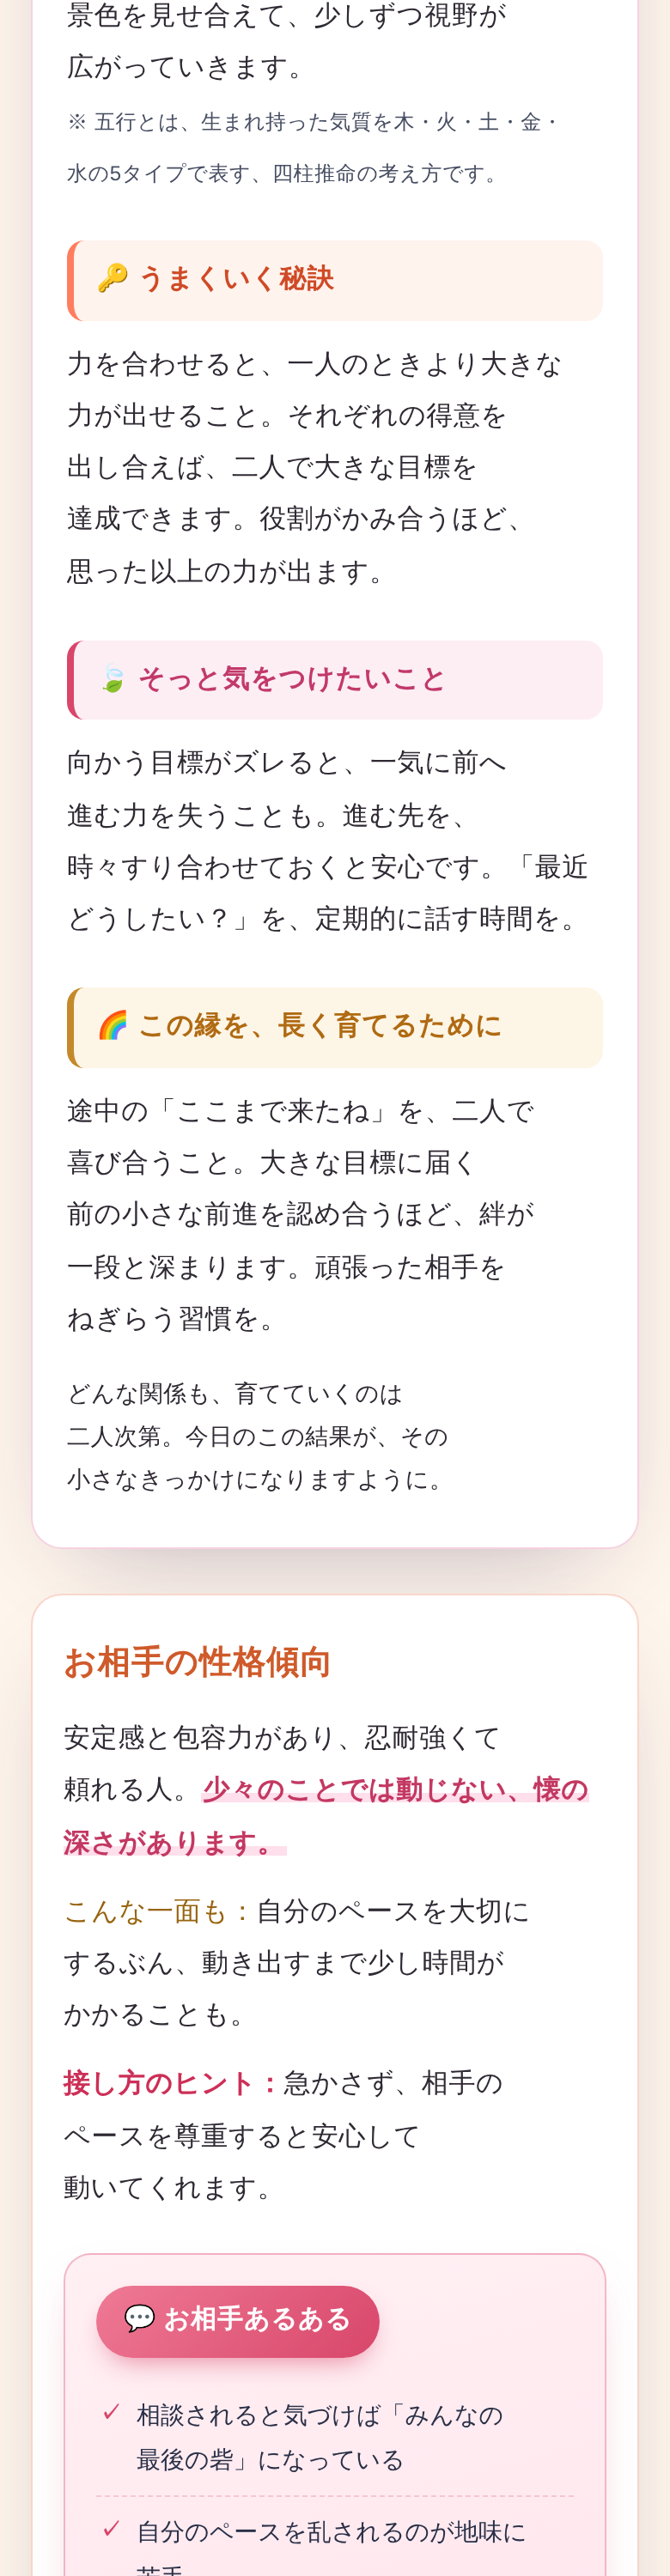 景色を見せ合えて、少しずつ視野が
広がっていきます。
※ 五行とは、生まれ持った気質を木・火・土・金・
水の5タイプで表す、四柱推命の考え方です。
🔑 うまくいく秘訣
力を合わせると、一人のときより大きな
力が出せること。それぞれの得意を
出し合えば、二人で大きな目標を
達成できます。役割がかみ合うほど、
思った以上の力が出ます。
🍃 そっと気をつけたいこと
向かう目標がズレると、一気に前へ
進む力を失うことも。進む先を、
時々すり合わせておくと安心です。「最近
どうしたい？」を、定期的に話す時間を。
🌈 この縁を、長く育てるために
途中の「ここまで来たね」を、二人で
喜び合うこと。大きな目標に届く
前の小さな前進を認め合うほど、絆が
一段と深まります。頑張った相手を
ねぎらう習慣を。
どんな関係も、育てていくのは
二人次第。今日のこの結果が、その
小さなきっかけになりますように。
お相手の性格傾向
安定感と包容力があり、忍耐強くて
頼れる人。少々のことでは動じない、懐の
深さがあります。
こんな一面も：自分のペースを大切に
するぶん、動き出すまで少し時間が
かかることも。
接し方のヒント：急かさず、相手の
ペースを尊重すると安心して
動いてくれます。
💬 お相手あるある
✓ 相談されると気づけば「みんなの
最後の砦」になっている
✓ 自分のペースを乱されるのが地味に
苦手